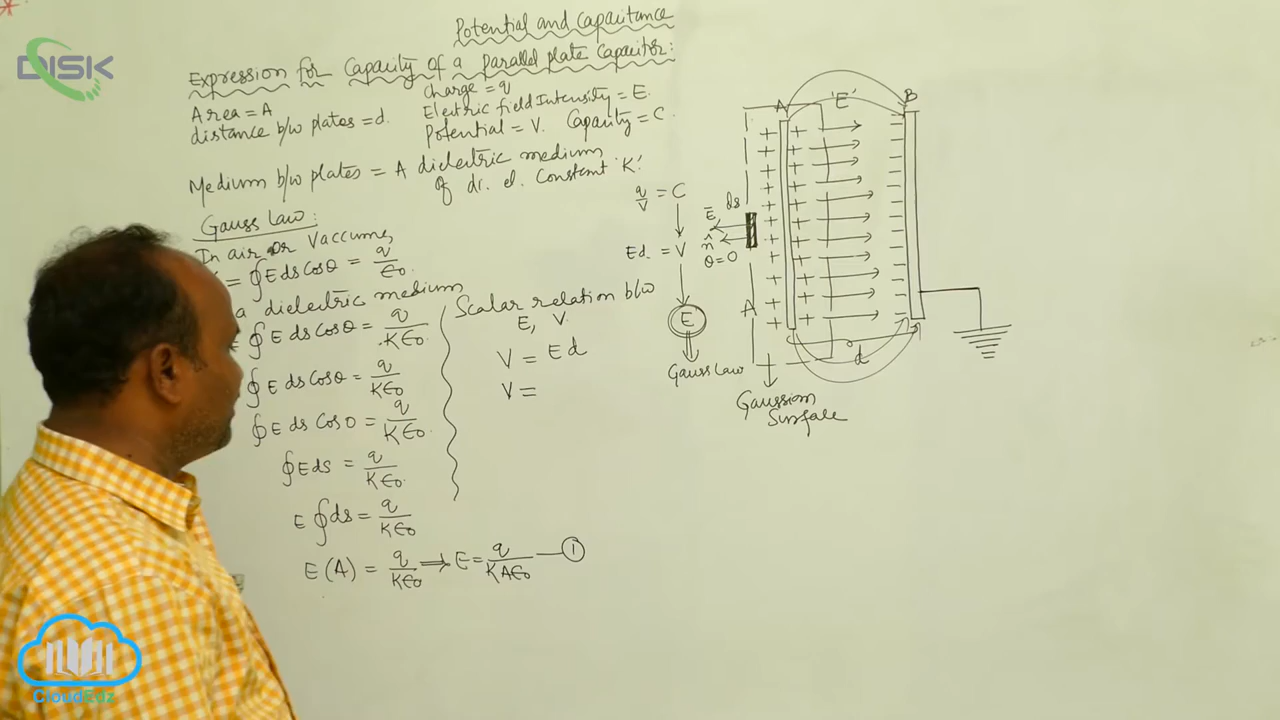 DISK
Potential and Capacitance
Expression for Capacity of a parallel plate Capacitor:
Area = A
charge = q
distance b/w plates = d.
Electric field Intensity = E.
Potential = V. Capacity = C.
Medium b/w plates = A dielectric medium
of di. el. Constant 'K'.
Gauss Law:
In air or Vaccume,
= ∮E ds Cosθ = q/ε0.
a dielectric medium
∮ E ds Cosθ = q/Kε0.
∮ E ds Cosθ = q/Kε0
∮ E ds Cos 0 = q/Kε0.
∮ E ds = q/Kε0.
E ∮ ds = q/Kε0
E (A) = q/Kε0 ⟹ E = q/KAε0 — ①
Scalar relation b/w
E, V.
V = Ed
V =
q/V = C
Ed. = V
E
Gauss Law
A 'E' B
+ + → −
+ + → −
+ + → −
+ + → −
+ + → −
+ + → −
+ + → −
+ + → −
+ + → −
+ + → −
+ + → −
ds
E
n̂
θ = 0
A
d
Gaussian
Surface
CloudEdz